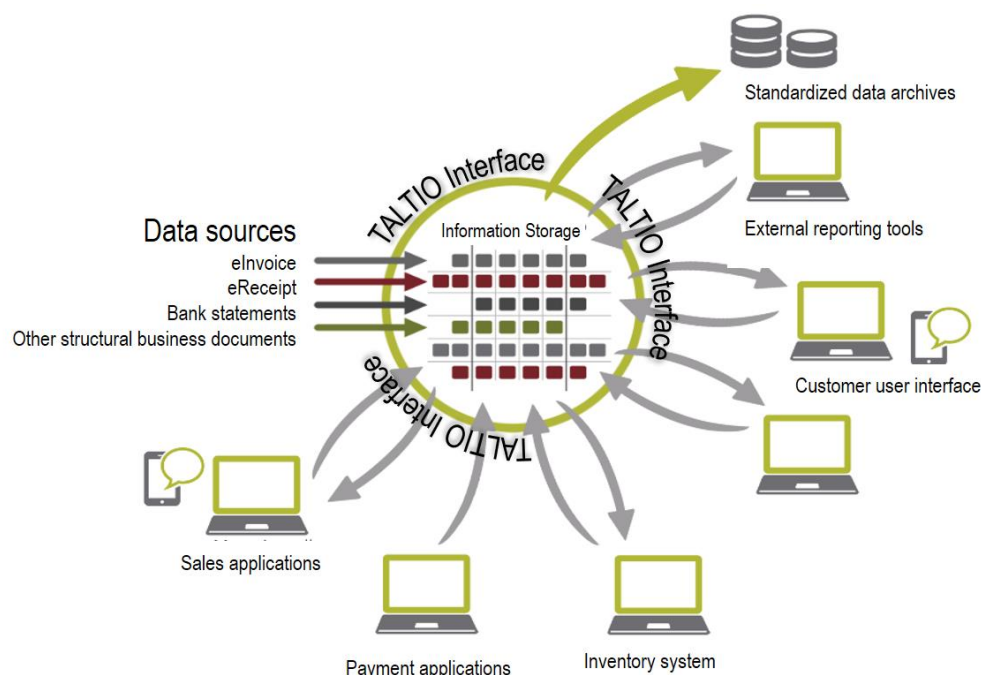 Standardized data archives
TALTIO Interface
TALTIO Interface
External reporting tools
Information Storage
Data sources
eInvoice
eReceipt
Bank statements
Other structural business documents
Customer user interface
TALTIO Interface
Sales applications
Payment applications
Inventory system